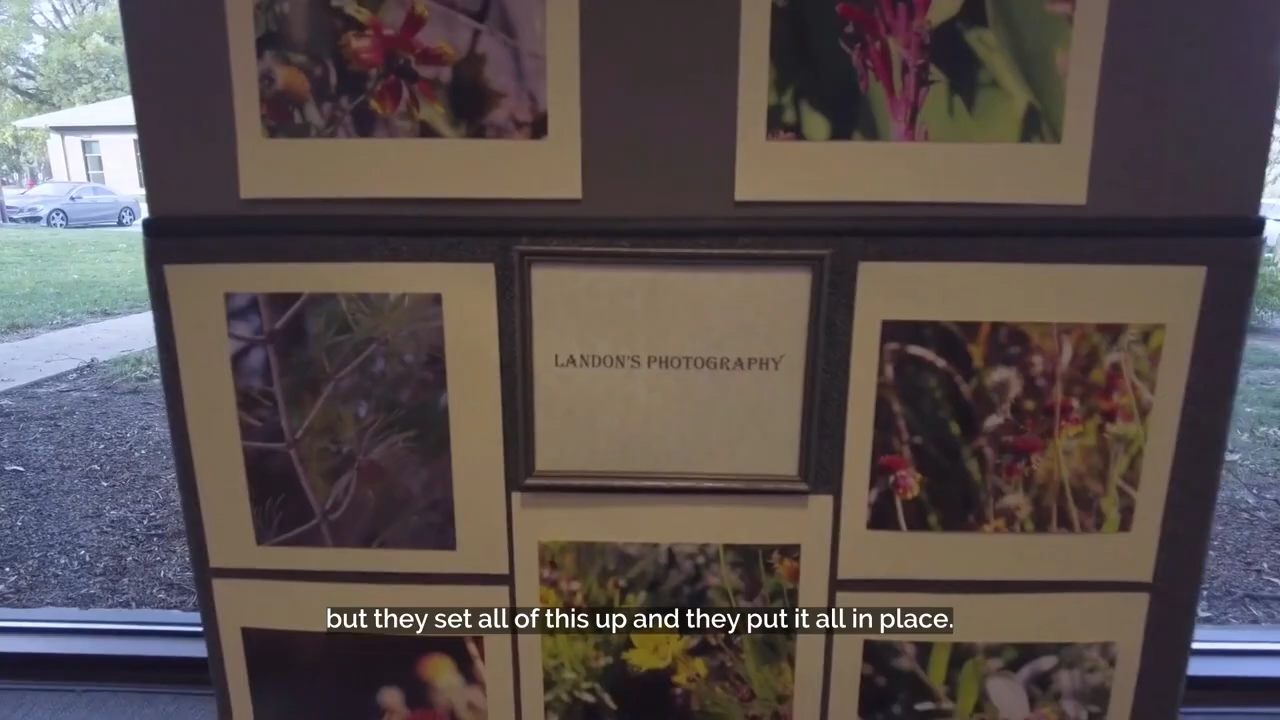 LANDON'S PHOTOGRAPHY
but they set all of this up and they put it all in place.